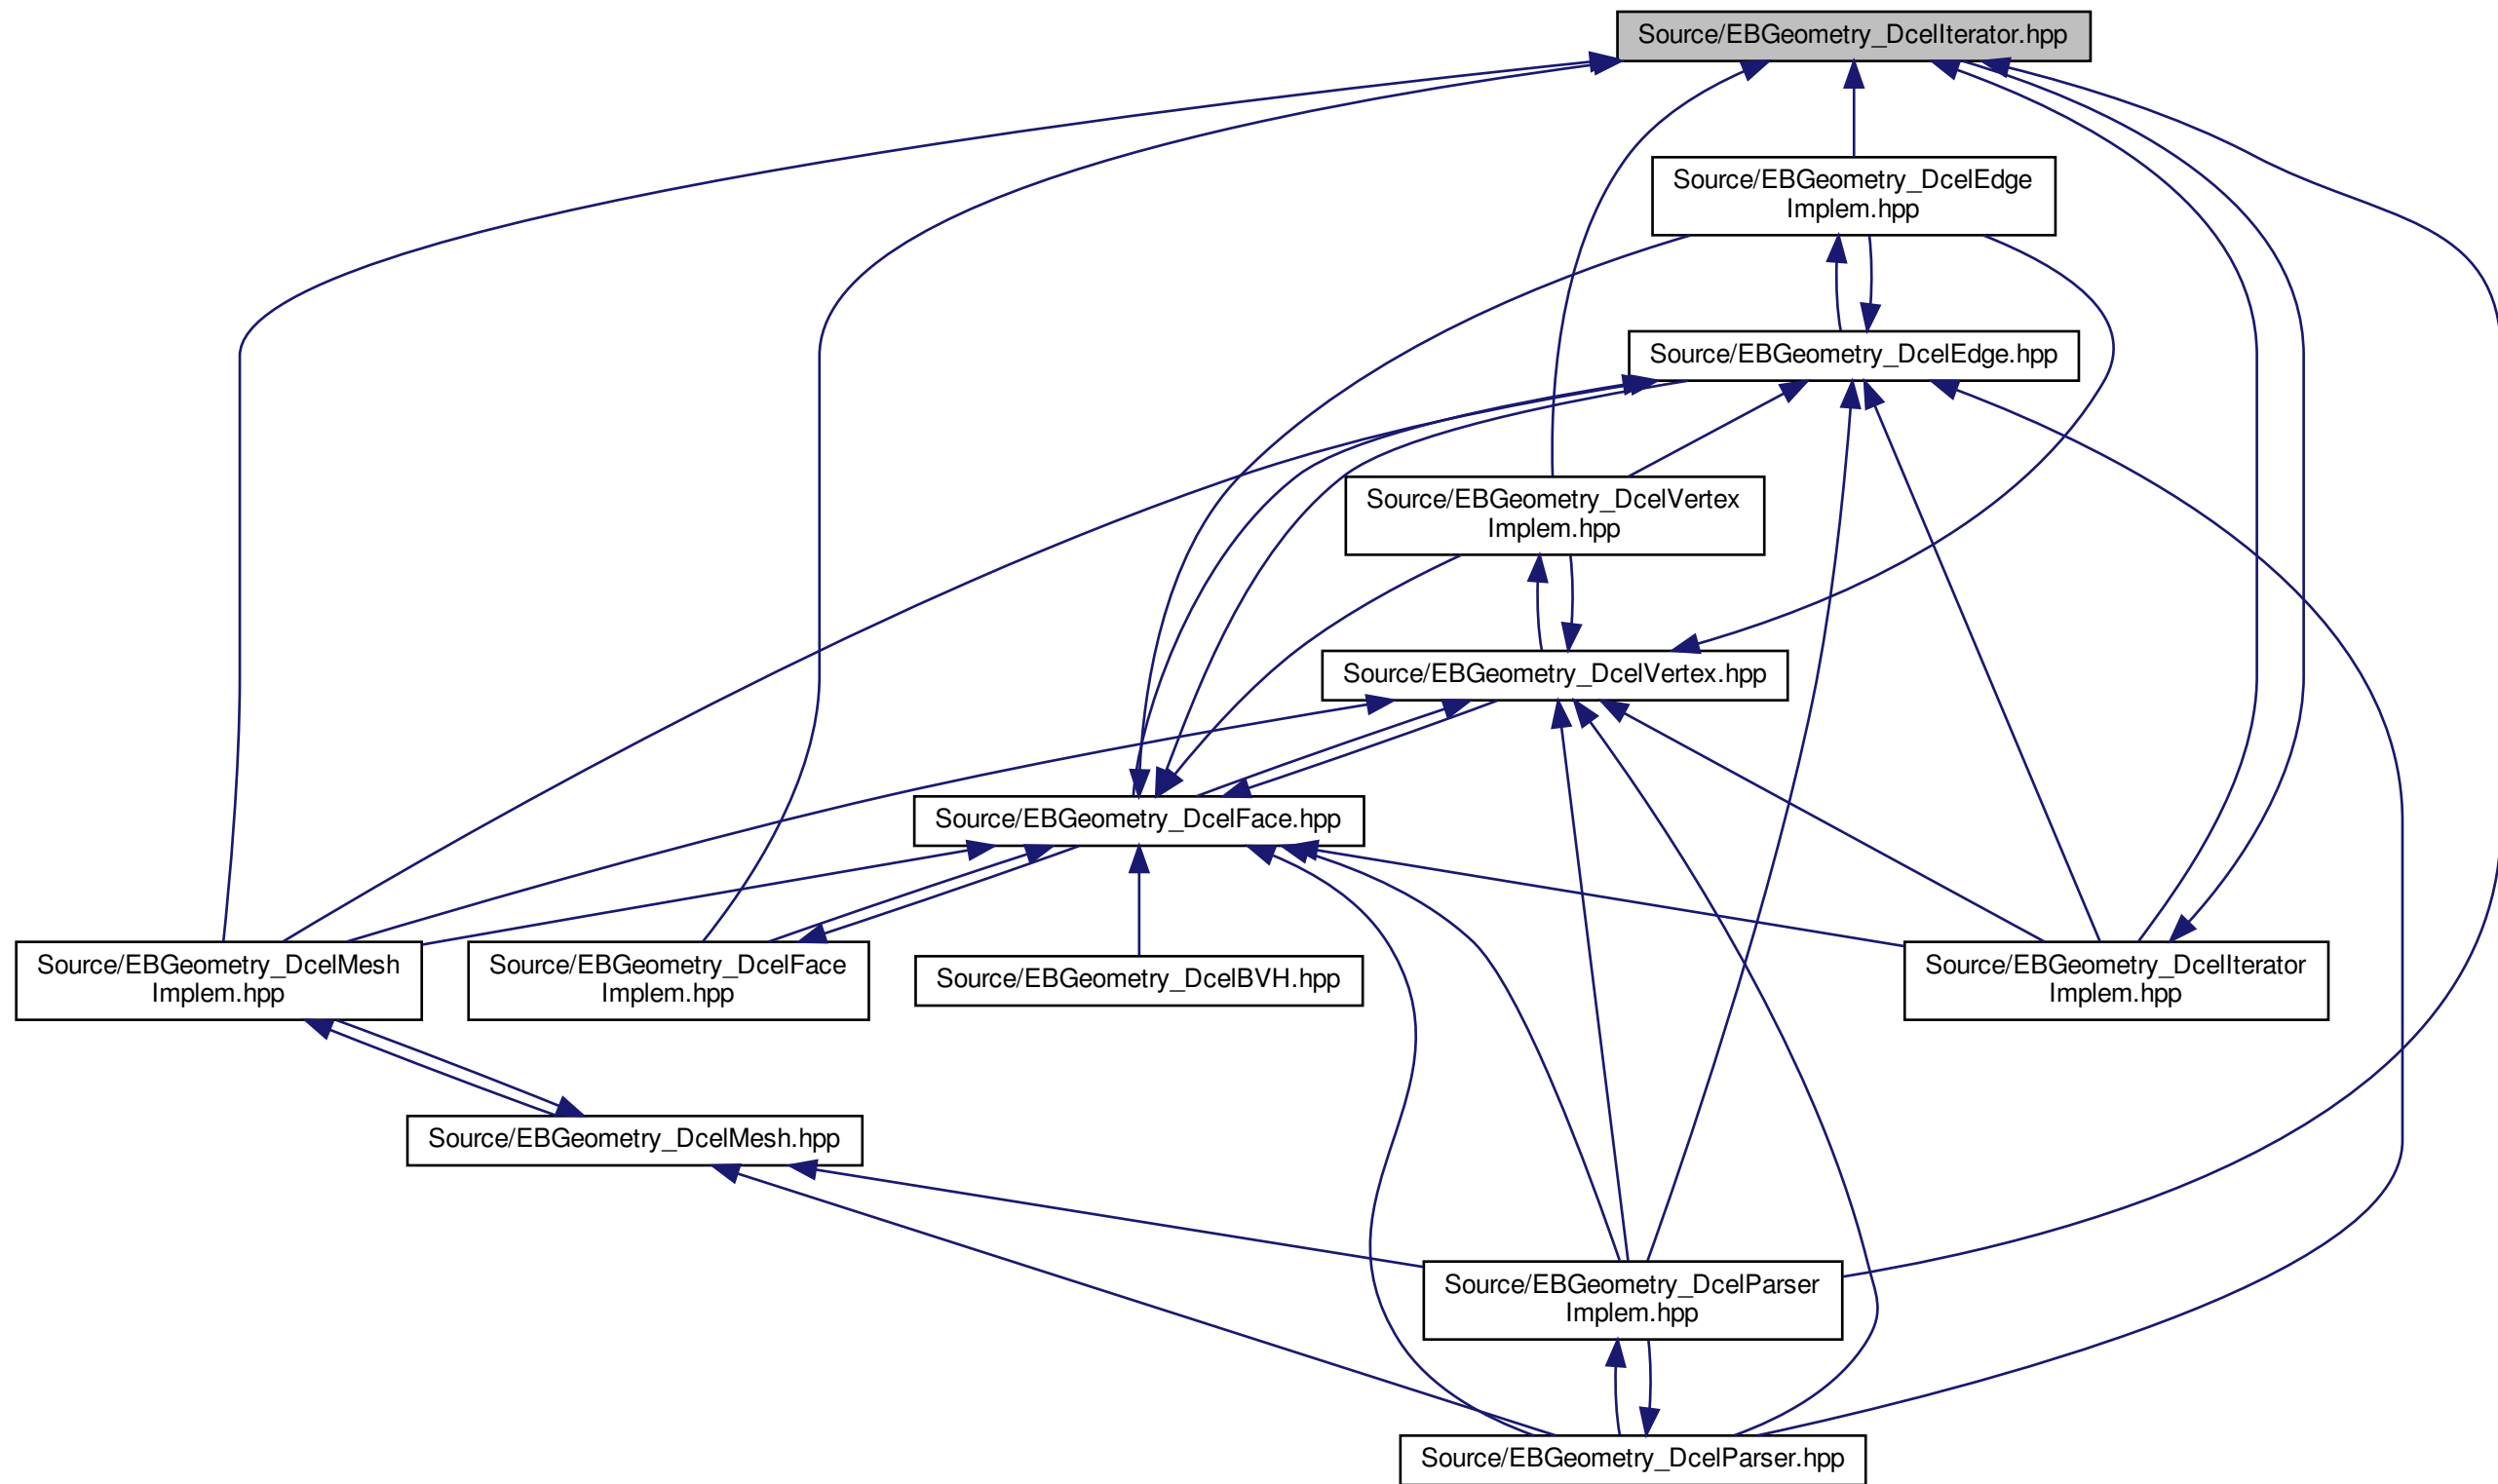 Source/EBGeometry_DcelIterator.hpp
Source/EBGeometry_DcelEdge
Implem.hpp
Source/EBGeometry_DcelEdge.hpp
Source/EBGeometry_DcelVertex
Implem.hpp
Source/EBGeometry_DcelVertex.hpp
Source/EBGeometry_DcelFace.hpp
Source/EBGeometry_DcelMesh
Implem.hpp
Source/EBGeometry_DcelFace
Implem.hpp
Source/EBGeometry_DcelBVH.hpp
Source/EBGeometry_DcelIterator
Implem.hpp
Source/EBGeometry_DcelMesh.hpp
Source/EBGeometry_DcelParser
Implem.hpp
Source/EBGeometry_DcelParser.hpp